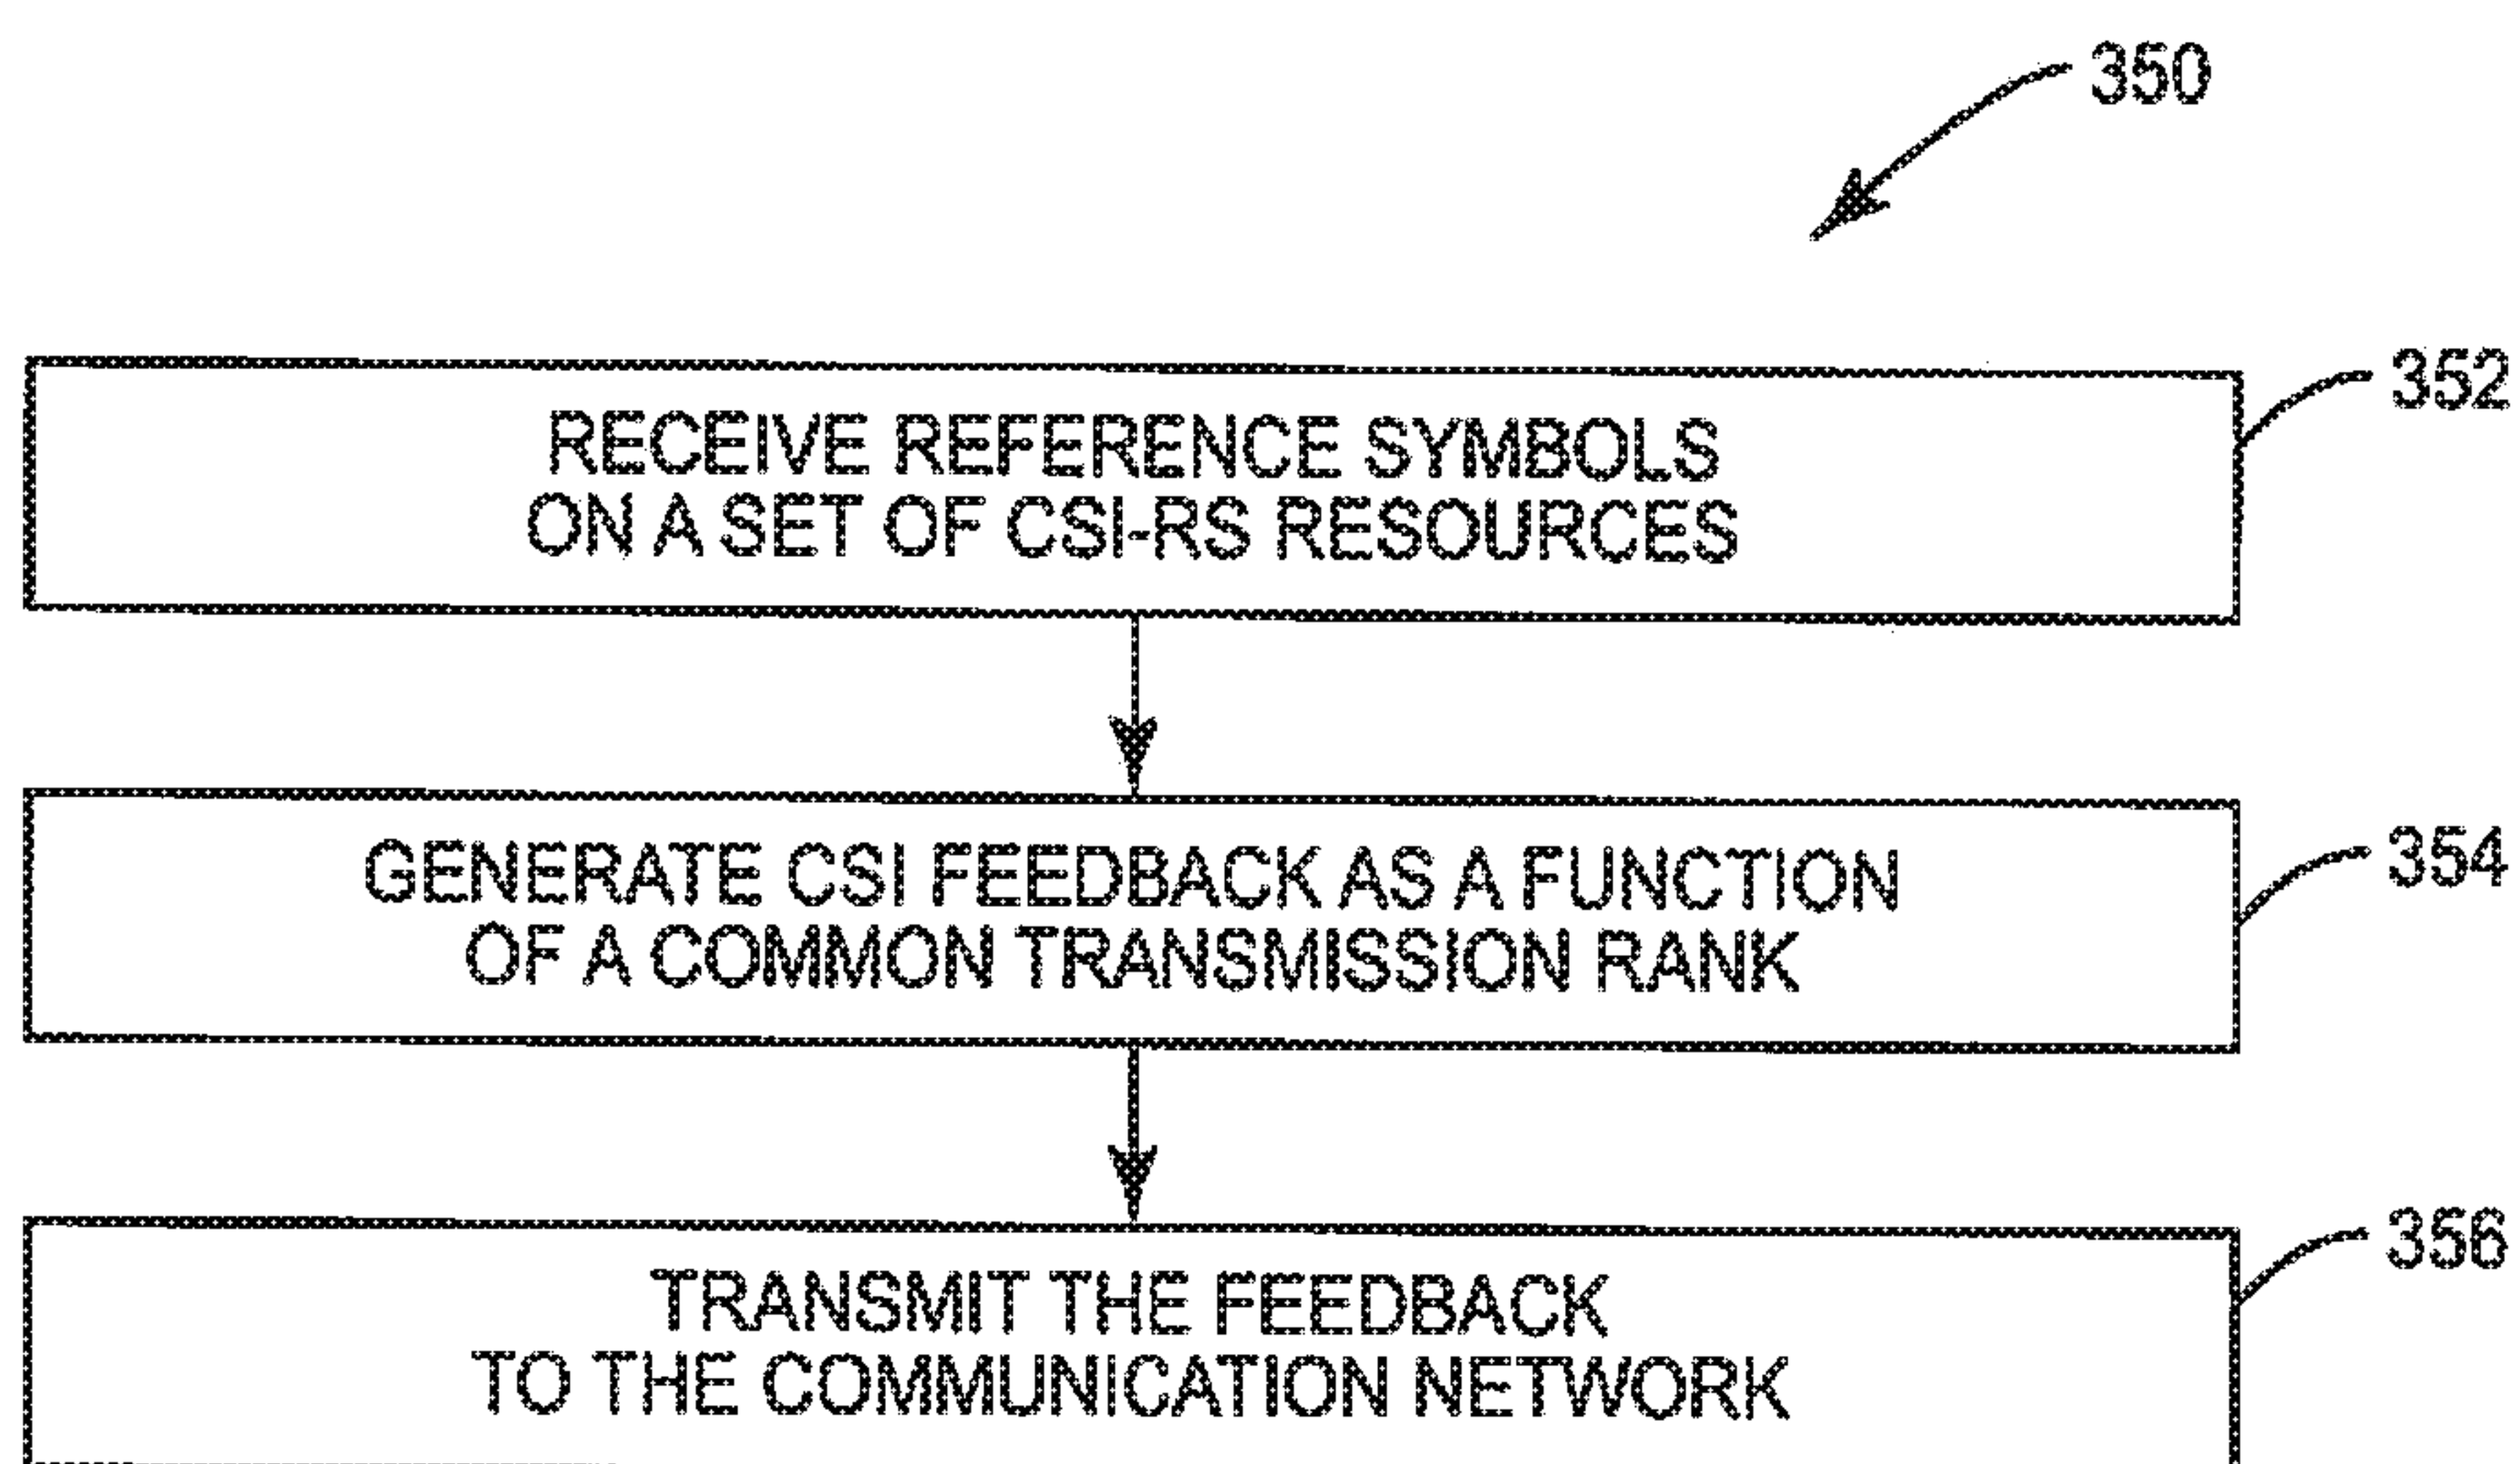 350
352
RECEIVE REFERENCE SYMBOLS
ON A SET OF CSI-RS RESOURCES
354
GENERATE CSI FEEDBACK AS A FUNCTION
OF A COMMON TRANSMISSION RANK
356
TRANSMIT THE FEEDBACK
TO THE COMMUNICATION NETWORK